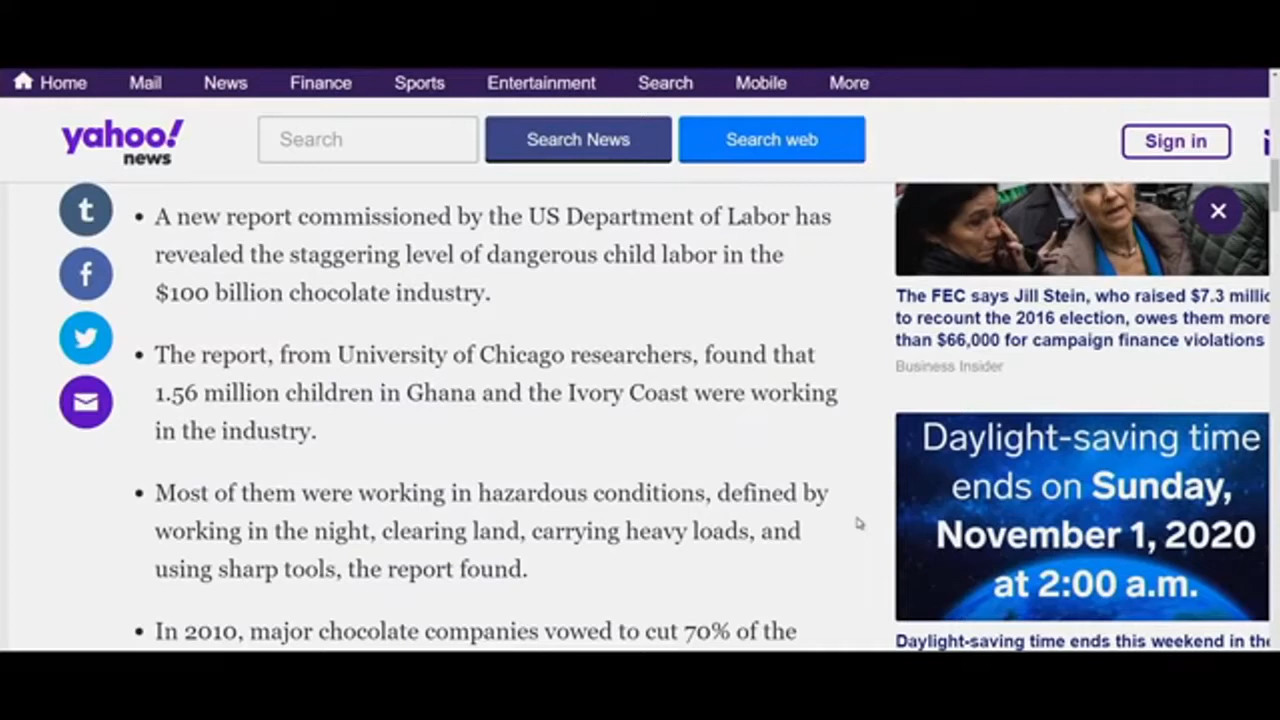 Home Mail News Finance Sports Entertainment Search Mobile More
yahoo!
news
Search
Search News
Search web
Sign in
t
f
• A new report commissioned by the US Department of Labor has
revealed the staggering level of dangerous child labor in the
$100 billion chocolate industry.
• The report, from University of Chicago researchers, found that
1.56 million children in Ghana and the Ivory Coast were working
in the industry.
• Most of them were working in hazardous conditions, defined by
working in the night, clearing land, carrying heavy loads, and
using sharp tools, the report found.
• In 2010, major chocolate companies vowed to cut 70% of the
The FEC says Jill Stein, who raised $7.3 millic
to recount the 2016 election, owes them more
than $66,000 for campaign finance violations
Business Insider
Daylight-saving time
ends on Sunday,
November 1, 2020
at 2:00 a.m.
Daylight-saving time ends this weekend in the